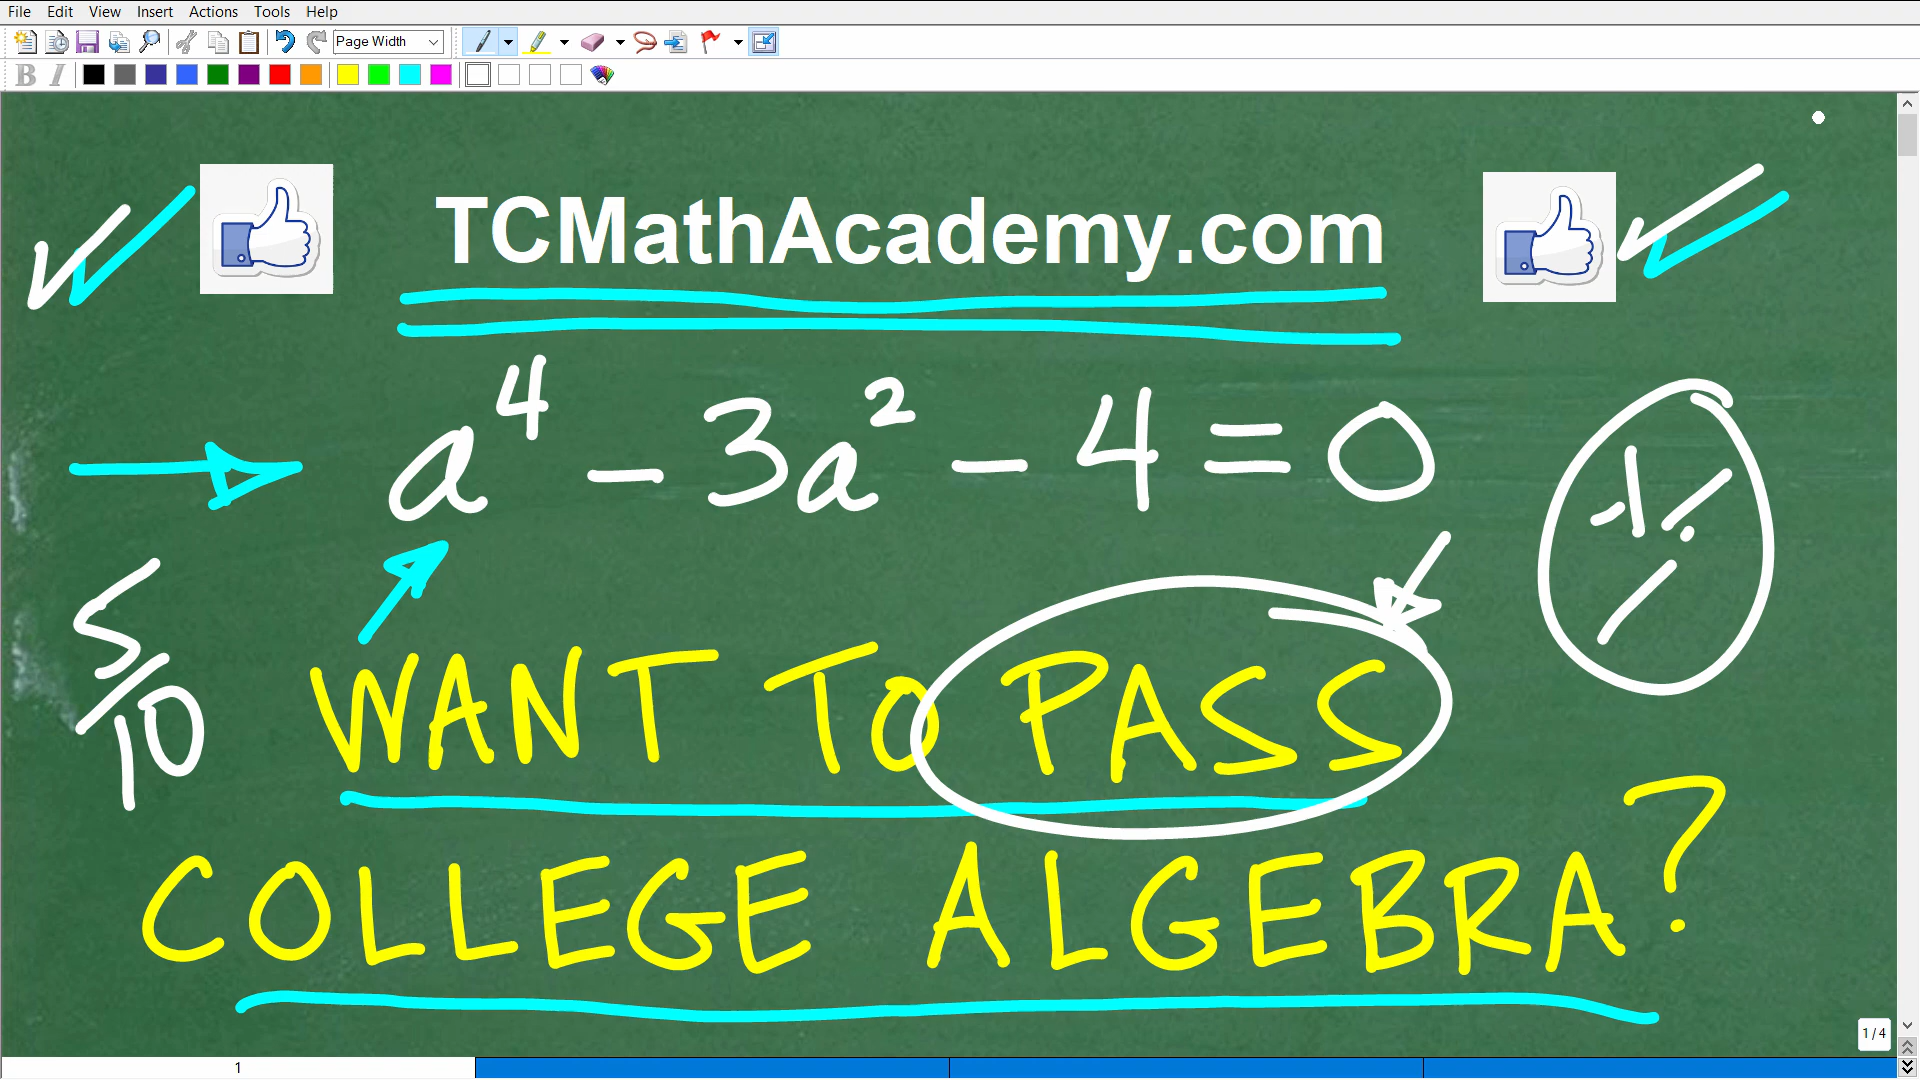 File Edit View Insert Actions Tools Help
Page Width
B I
TCMathAcademy.com
a⁴ - 3a² - 4 = 0
5/10
WANT TO PASS
COLLEGE ALGEBRA?
1 / 4
1